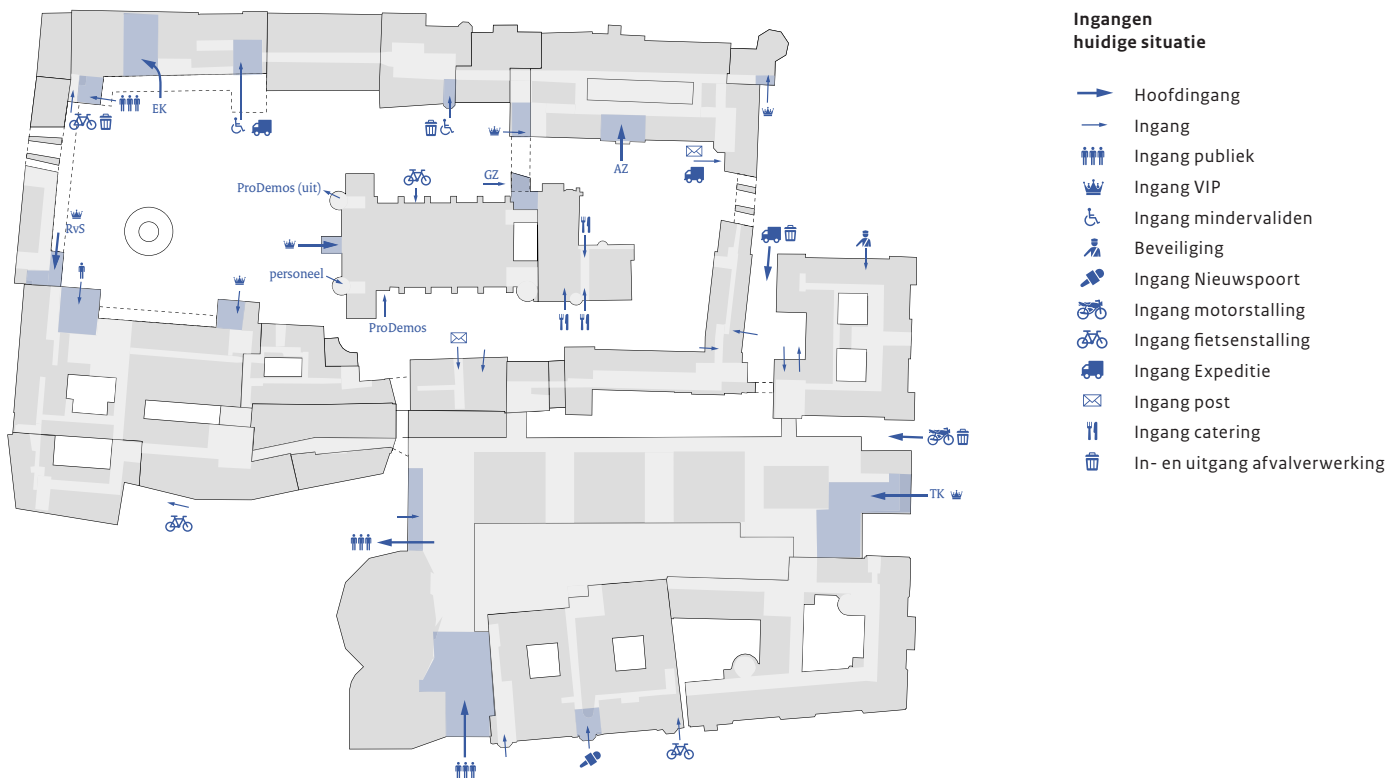 Ingangen
huidige situatie
Hoofdingang
Ingang
Ingang publiek
Ingang VIP
Ingang mindervaliden
Beveiliging
Ingang Nieuwspoort
Ingang motorstalling
Ingang fietsenstalling
Ingang Expeditie
Ingang post
Ingang catering
In- en uitgang afvalverwerking
EK
AZ
GZ
ProDemos (uit)
RvS
personeel
ProDemos
TK